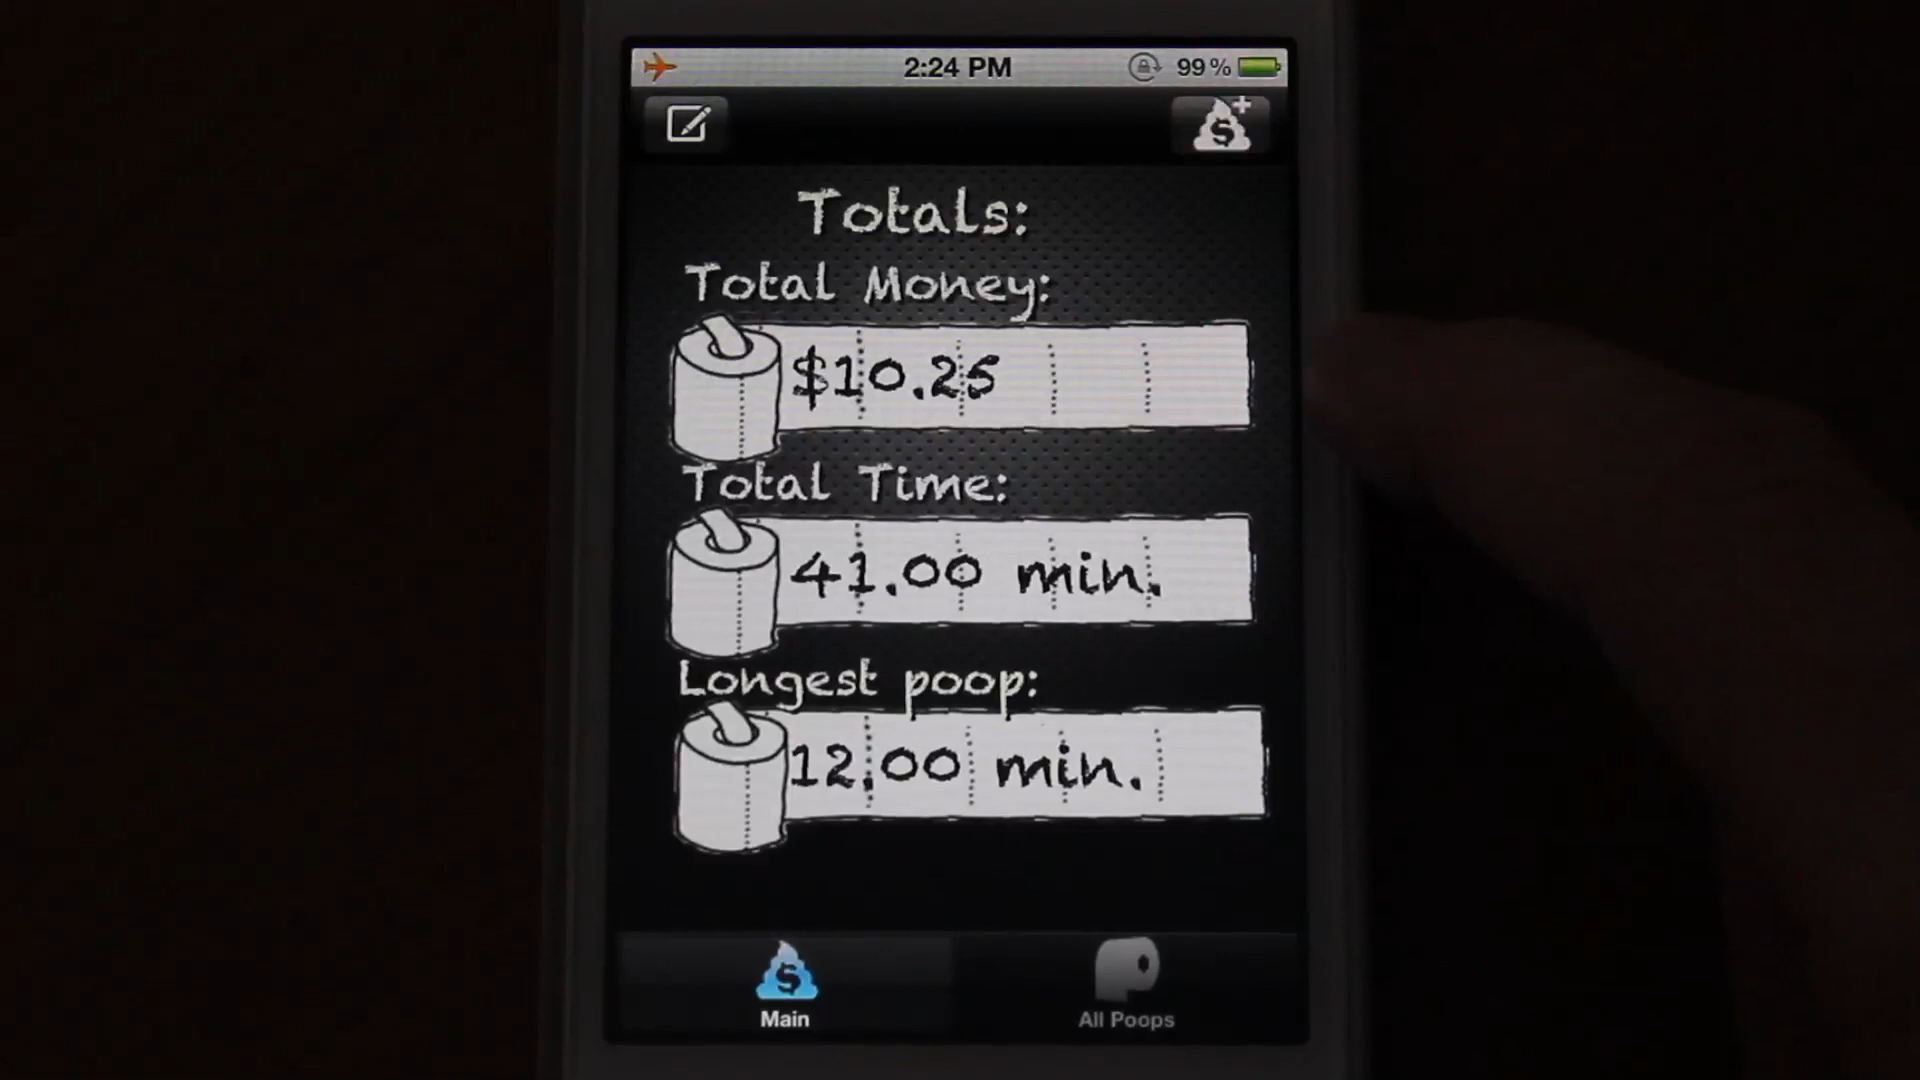 2:24 PM 99%
Totals:
Total Money:
$10.25
Total Time:
41.00 min.
Longest poop:
12.00 min.
Main All Poops